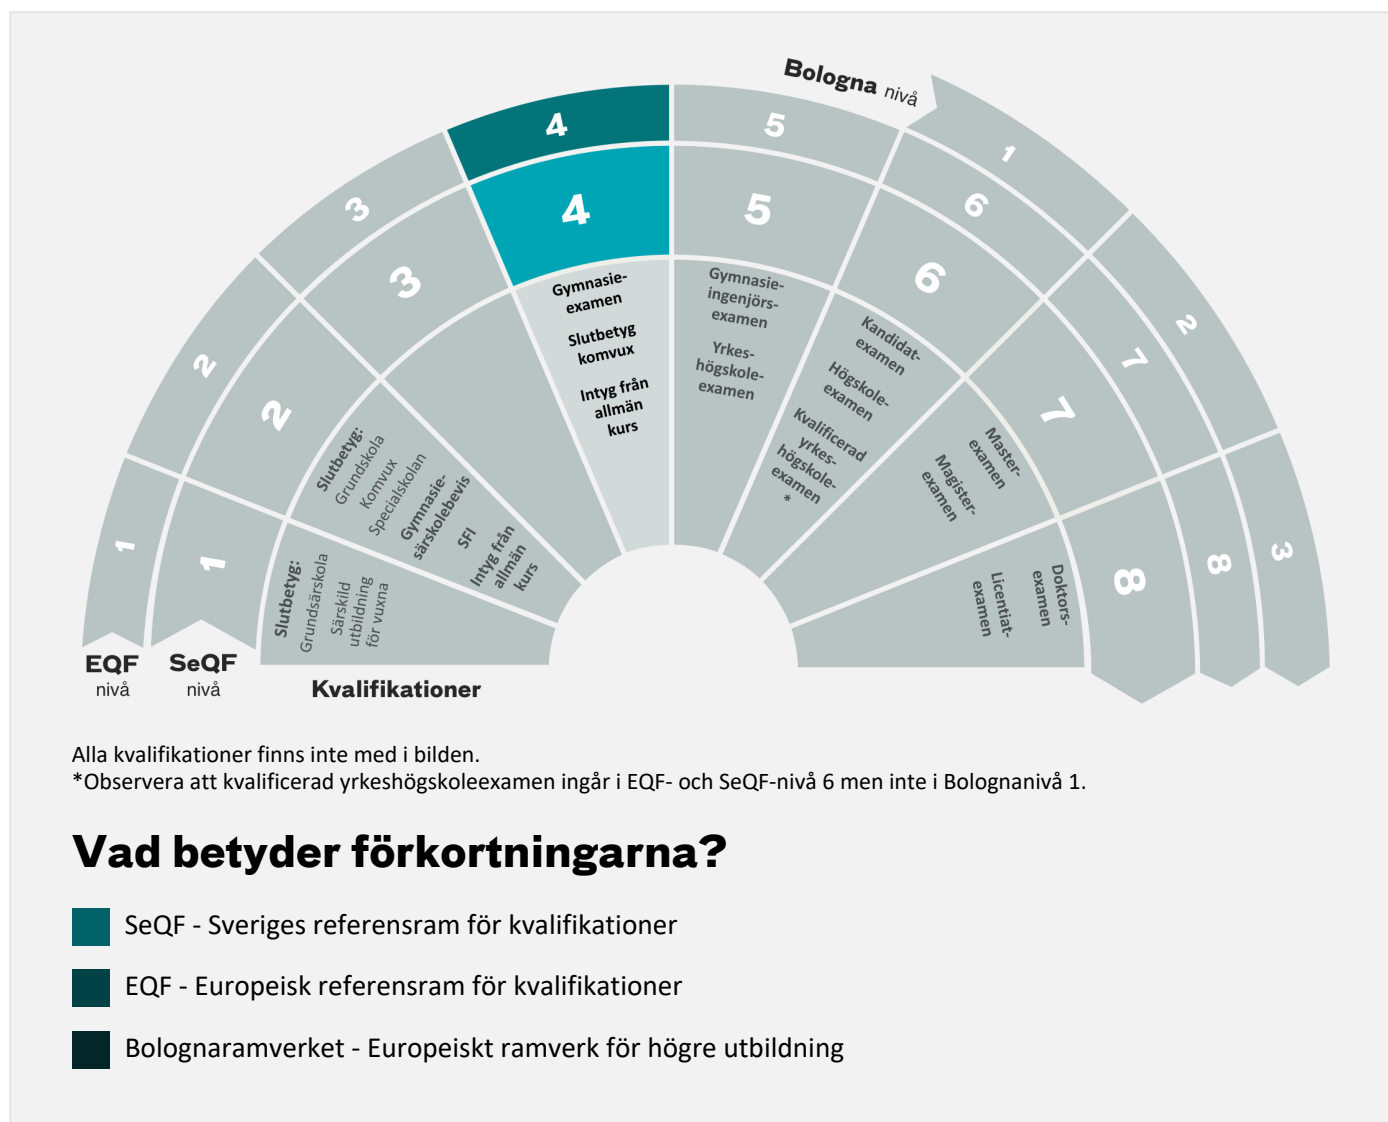 Bologna nivå
1
2
3
1
2
3
4
5
6
7
8
1
2
3
4
5
6
7
8
Slutbetyg:
Grundsärskola
Särskild
utbildning
för vuxna
Slutbetyg:
Grundskola
Komvux
Specialskolan
Gymnasie-
särskolebevis
SFI
Intyg från
allmän
kurs
Gymnasie-
examen
Slutbetyg
komvux
Intyg från
allmän
kurs
Gymnasie-
ingenjörs-
examen
Yrkes-
högskole-
examen
Kandidat-
examen
Högskole-
examen
Kvalificerad
yrkes-
högskole-
examen
*
Master-
examen
Magister-
examen
Doktors-
examen
Licentiat-
examen
EQF
nivå
SeQF
nivå
Kvalifikationer
Alla kvalifikationer finns inte med i bilden.
*Observera att kvalificerad yrkeshögskoleexamen ingår i EQF- och SeQF-nivå 6 men inte i Bolognanivå 1.
Vad betyder förkortningarna?
SeQF - Sveriges referensram för kvalifikationer
EQF - Europeisk referensram för kvalifikationer
Bolognaramverket - Europeiskt ramverk för högre utbildning